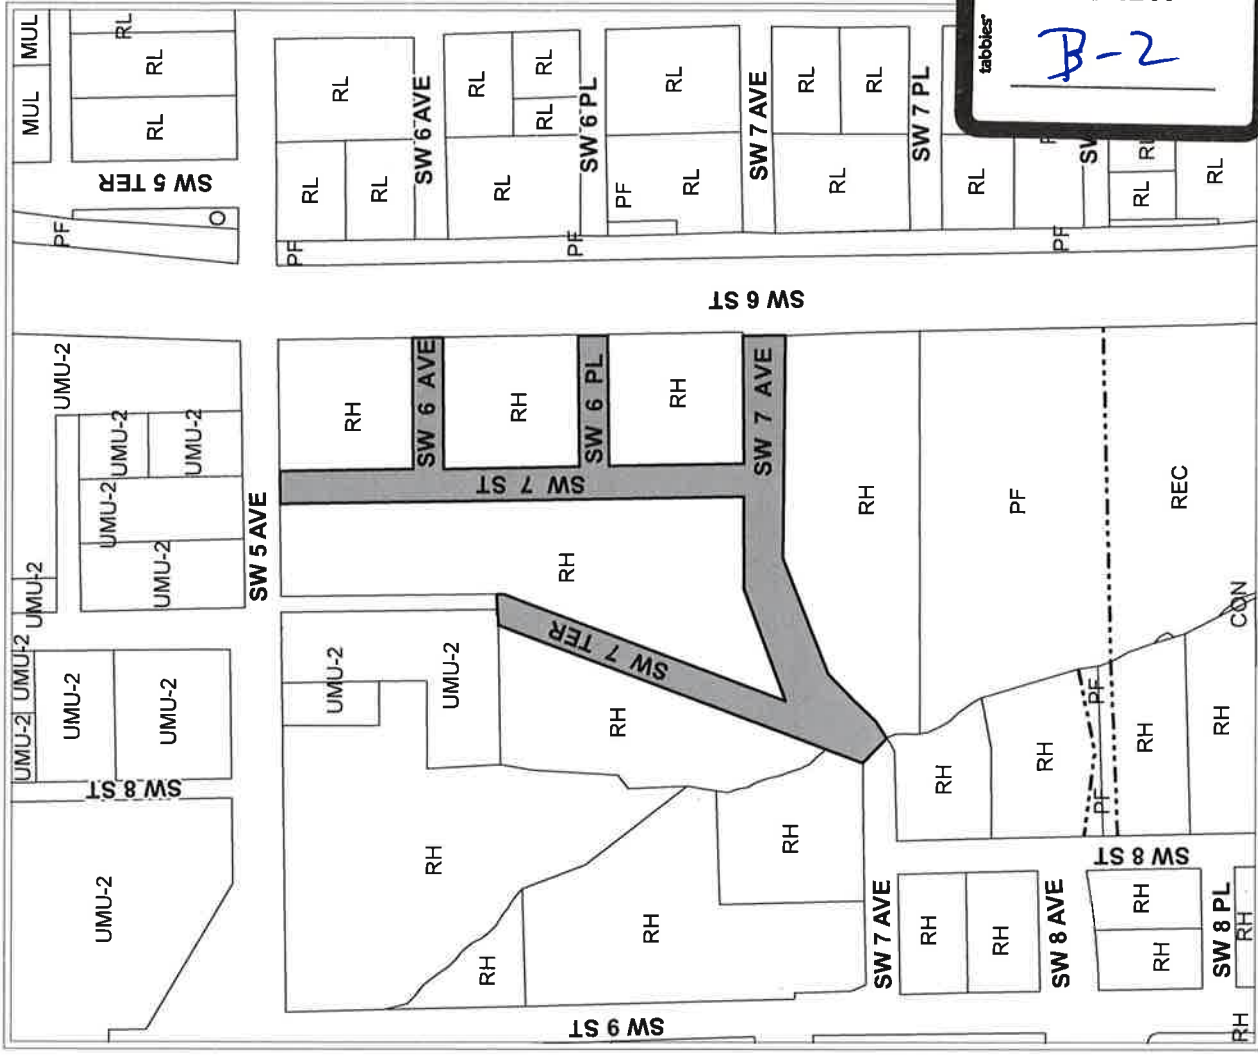 MUL
RL
MUL
RL
RL
SW 5 TER
PF
O
RL
RL
RL
SW 6 AVE
RL
RL
RL
RL
SW 6 PL
RL
PF
RL
SW 7 AVE
RL
RL
RL
SW 7 PL
RL
RL
RL
RL
PF
PF
PF
SW 6 ST
tabbies
B-2
UMU-2
UMU-2
UMU-2
UMU-2
UMU-2
UMU-2
SW 5 AVE
RH
SW 6 AVE
RH
SW 6 PL
RH
SW 7 AVE
SW 7 ST
RH
RH
PF
REC
CON
UMU-2
UMU-2
UMU-2
UMU-2
SW 8 ST
UMU-2
UMU-2
UMU-2
SW 7 TER
RH
RH
RH
RH
RH
RH
RH
PF
PF
RH
RH
SW 8 ST
SW 7 AVE
RH
RH
SW 8 AVE
RH
RH
SW 8 PL
RH
RH
SW 9 ST